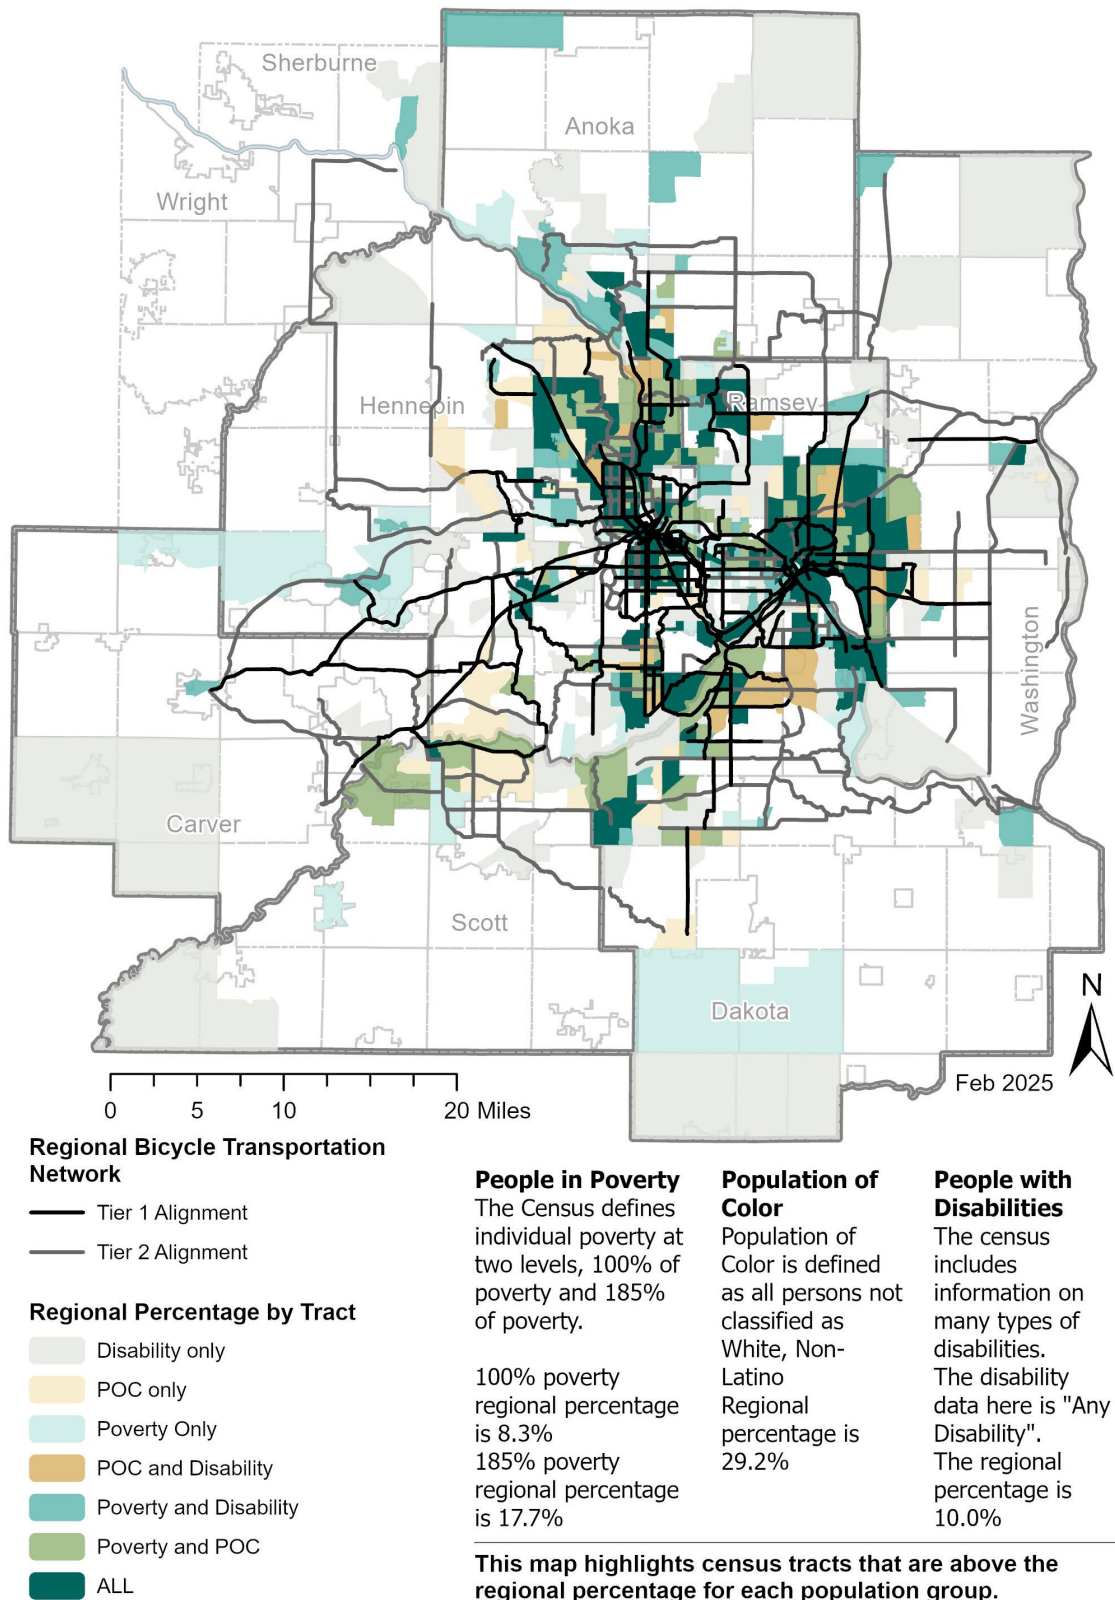 Sherburne
Anoka
Wright
Hennepin
Ramsey
Washington
Carver
Scott
Dakota
N
Feb 2025
0 5 10 20 Miles
Regional Bicycle Transportation
Network
Tier 1 Alignment
Tier 2 Alignment
Regional Percentage by Tract
Disability only
POC only
Poverty Only
POC and Disability
Poverty and Disability
Poverty and POC
ALL
People in Poverty
The Census defines
individual poverty at
two levels, 100% of
poverty and 185%
of poverty.
100% poverty
regional percentage
is 8.3%
185% poverty
regional percentage
is 17.7%
Population of
Color
Population of
Color is defined
as all persons not
classified as
White, Non-
Latino
Regional
percentage is
29.2%
People with
Disabilities
The census
includes
information on
many types of
disabilities.
The disability
data here is "Any
Disability".
The regional
percentage is
10.0%
This map highlights census tracts that are above the
regional percentage for each population group.